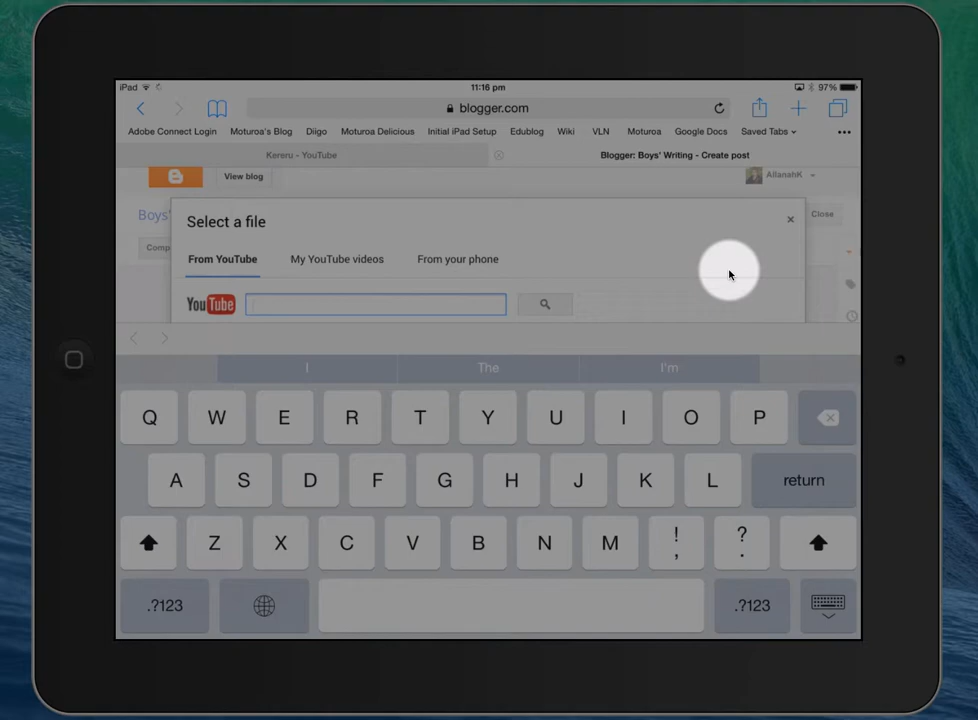 iPad 11:16 pm 97%
blogger.com
Adobe Connect Login Moturoa's Blog Diigo Moturoa Delicious Initial iPad Setup Edublog Wiki VLN Moturoa Google Docs Saved Tabs •••
Kereru - YouTube Blogger: Boys' Writing - Create post
View blog AllanahK
Boys' Select a file Close
Comp From YouTube My YouTube videos From your phone
YouTube
I The I'm
Q W E R T Y U I O P
A S D F G H J K L return
Z X C V B N M ! , ? .
.?123 .?123